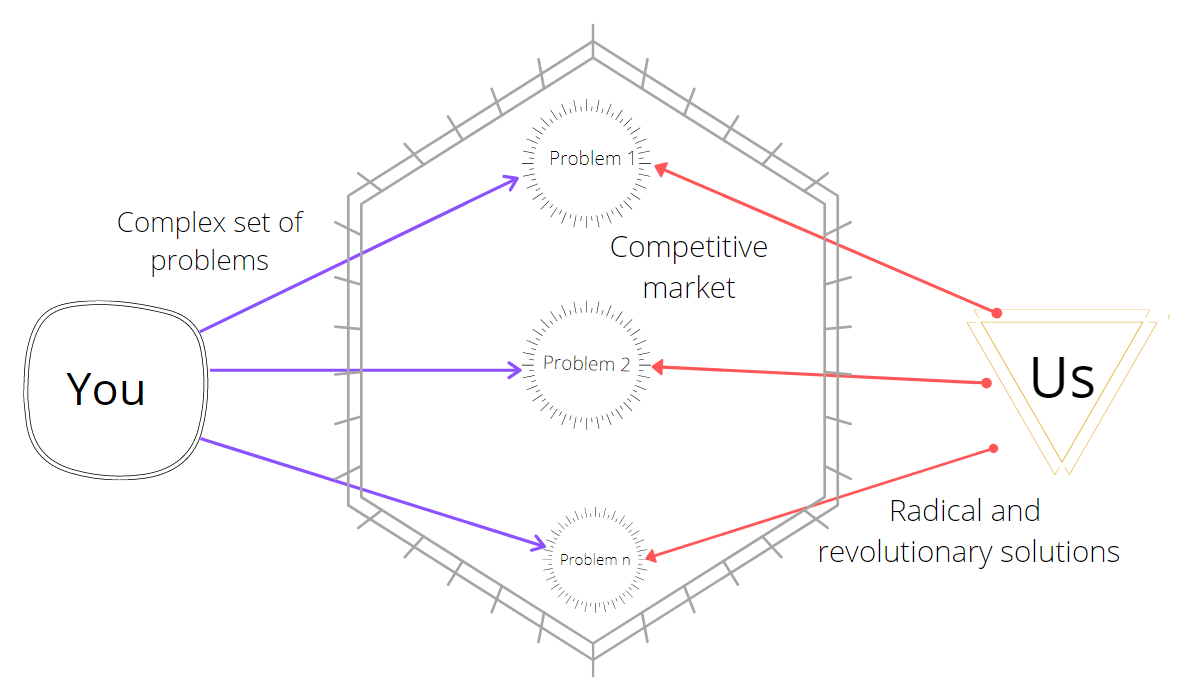 Problem 1
Complex set of
problems
Competitive
market
You
Problem 2
Us
Radical and
revolutionary solutions
Problem n